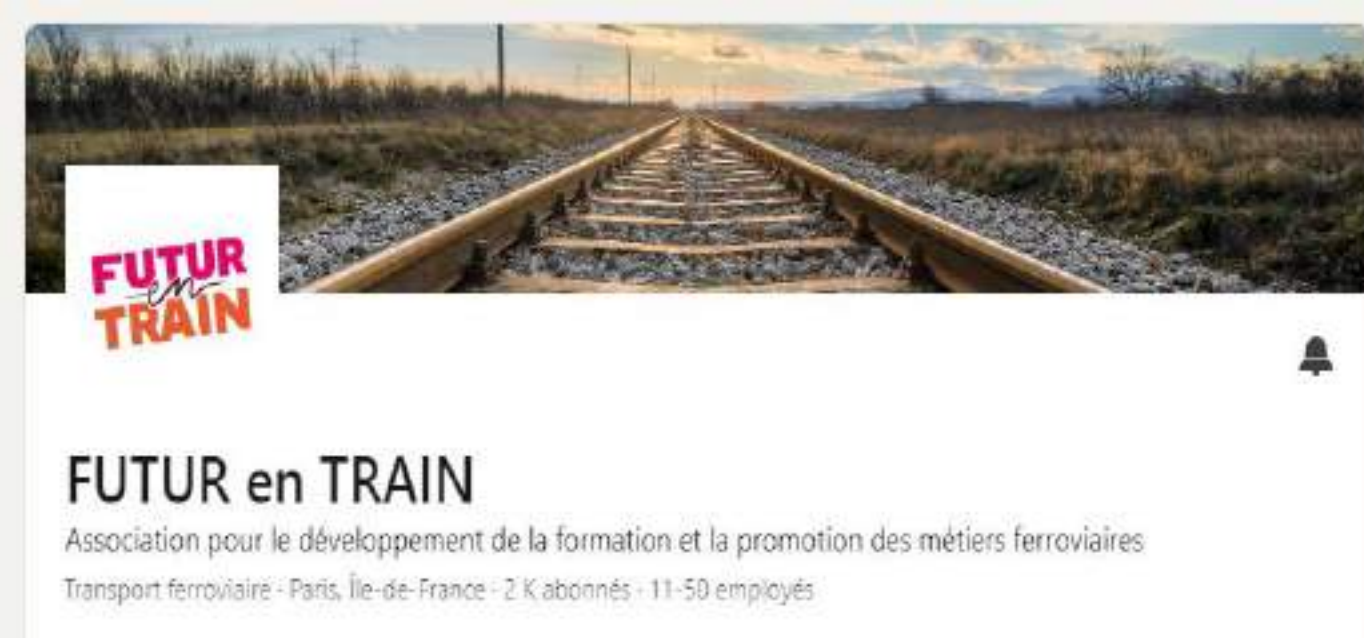 FUTUR
en
TRAIN
FUTUR en TRAIN
Association pour le développement de la formation et la promotion des métiers ferroviaires
Transport ferroviaire · Paris, Île-de-France · 2 K abonnés · 11-50 employés